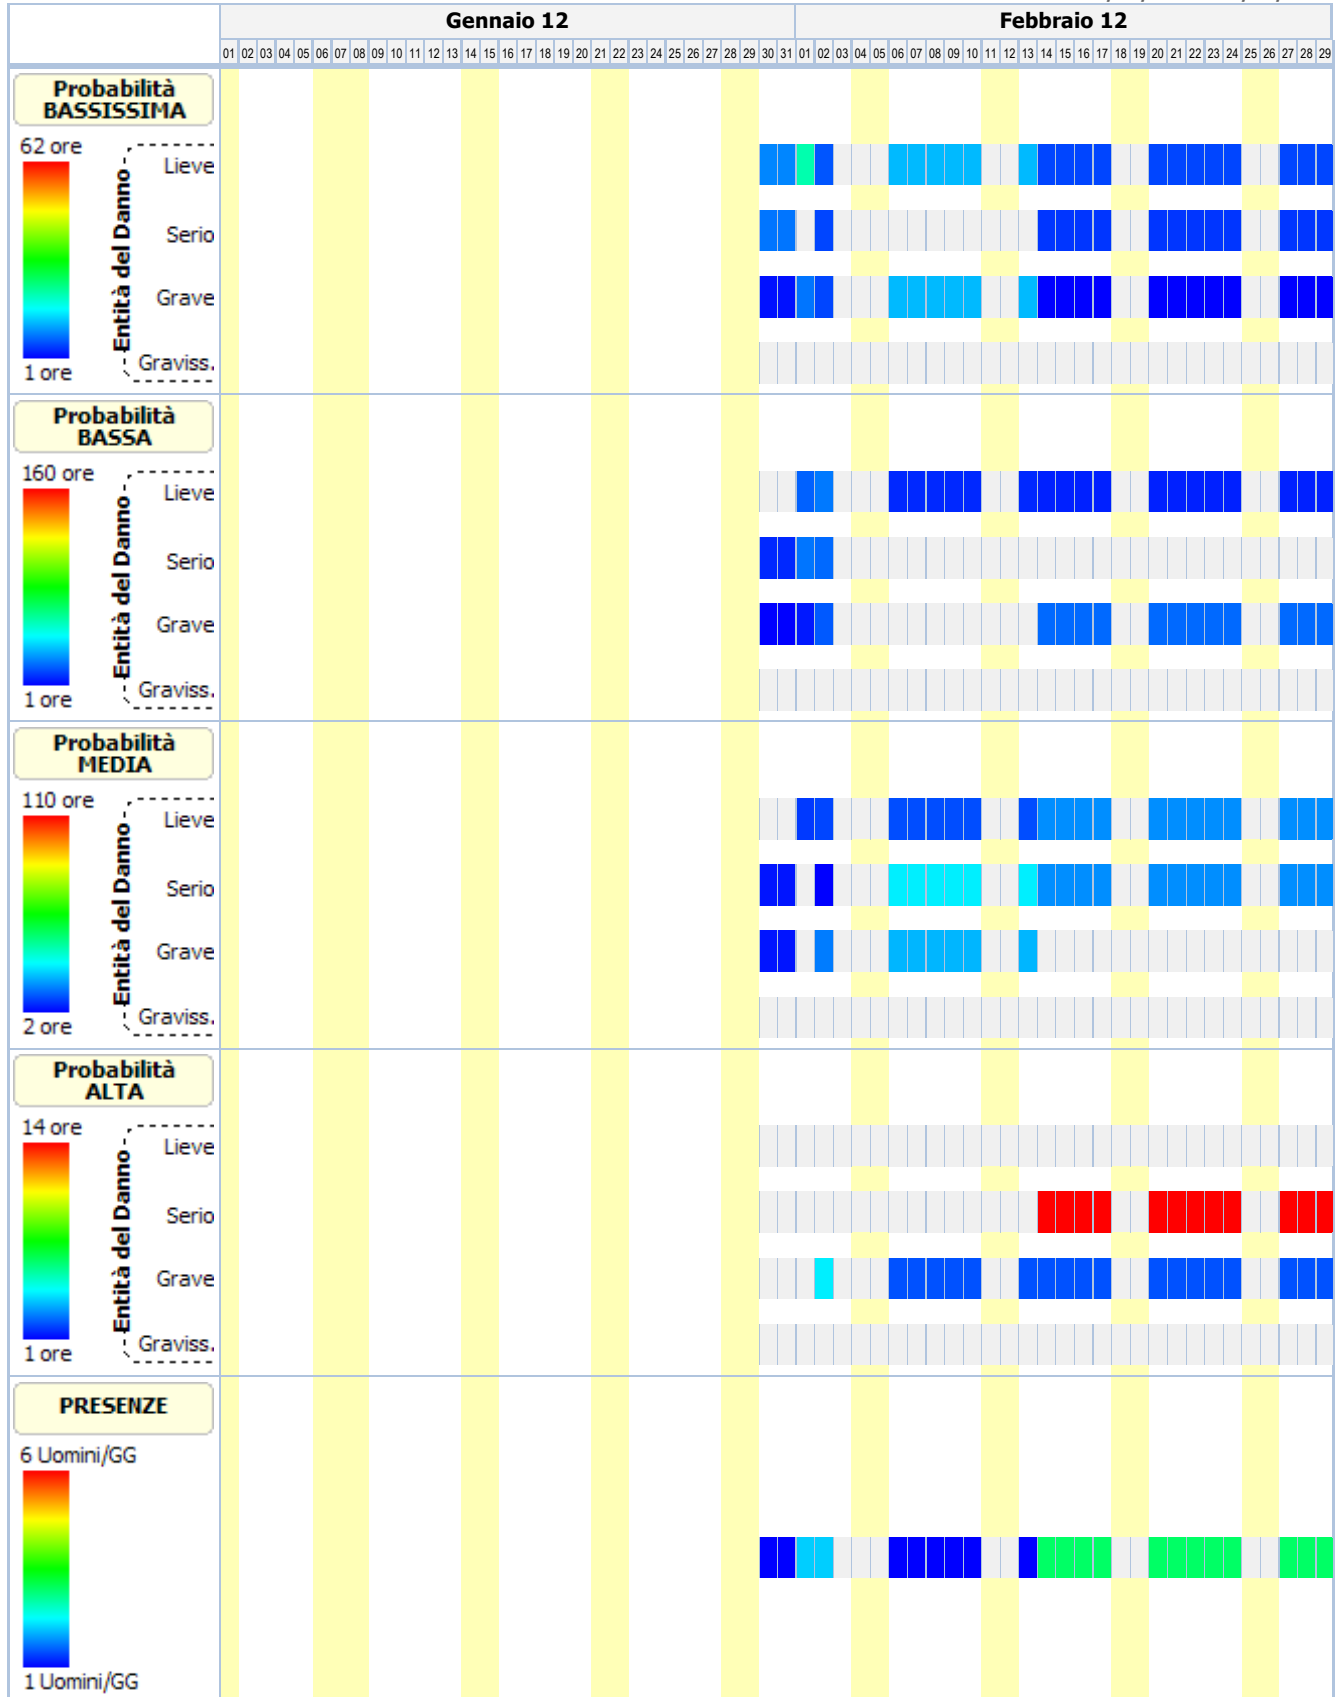 Gennaio 12 Febbraio 12
01 02 03 04 05 06 07 08 09 10 11 12 13 14 15 16 17 18 19 20 21 22 23 24 25 26 27 28 29 30 31 01 02 03 04 05 06 07 08 09 10 11 12 13 14 15 16 17 18 19 20 21 22 23 24 25 26 27 28 29
Probabilità
BASSISSIMA
62 ore
Entità del Danno
Lieve
Serio
Grave
Graviss.
1 ore
Probabilità
BASSA
160 ore
Entità del Danno
Lieve
Serio
Grave
Graviss.
1 ore
Probabilità
MEDIA
110 ore
Entità del Danno
Lieve
Serio
Grave
Graviss.
2 ore
Probabilità
ALTA
14 ore
Entità del Danno
Lieve
Serio
Grave
Graviss.
1 ore
PRESENZE
6 Uomini/GG
1 Uomini/GG